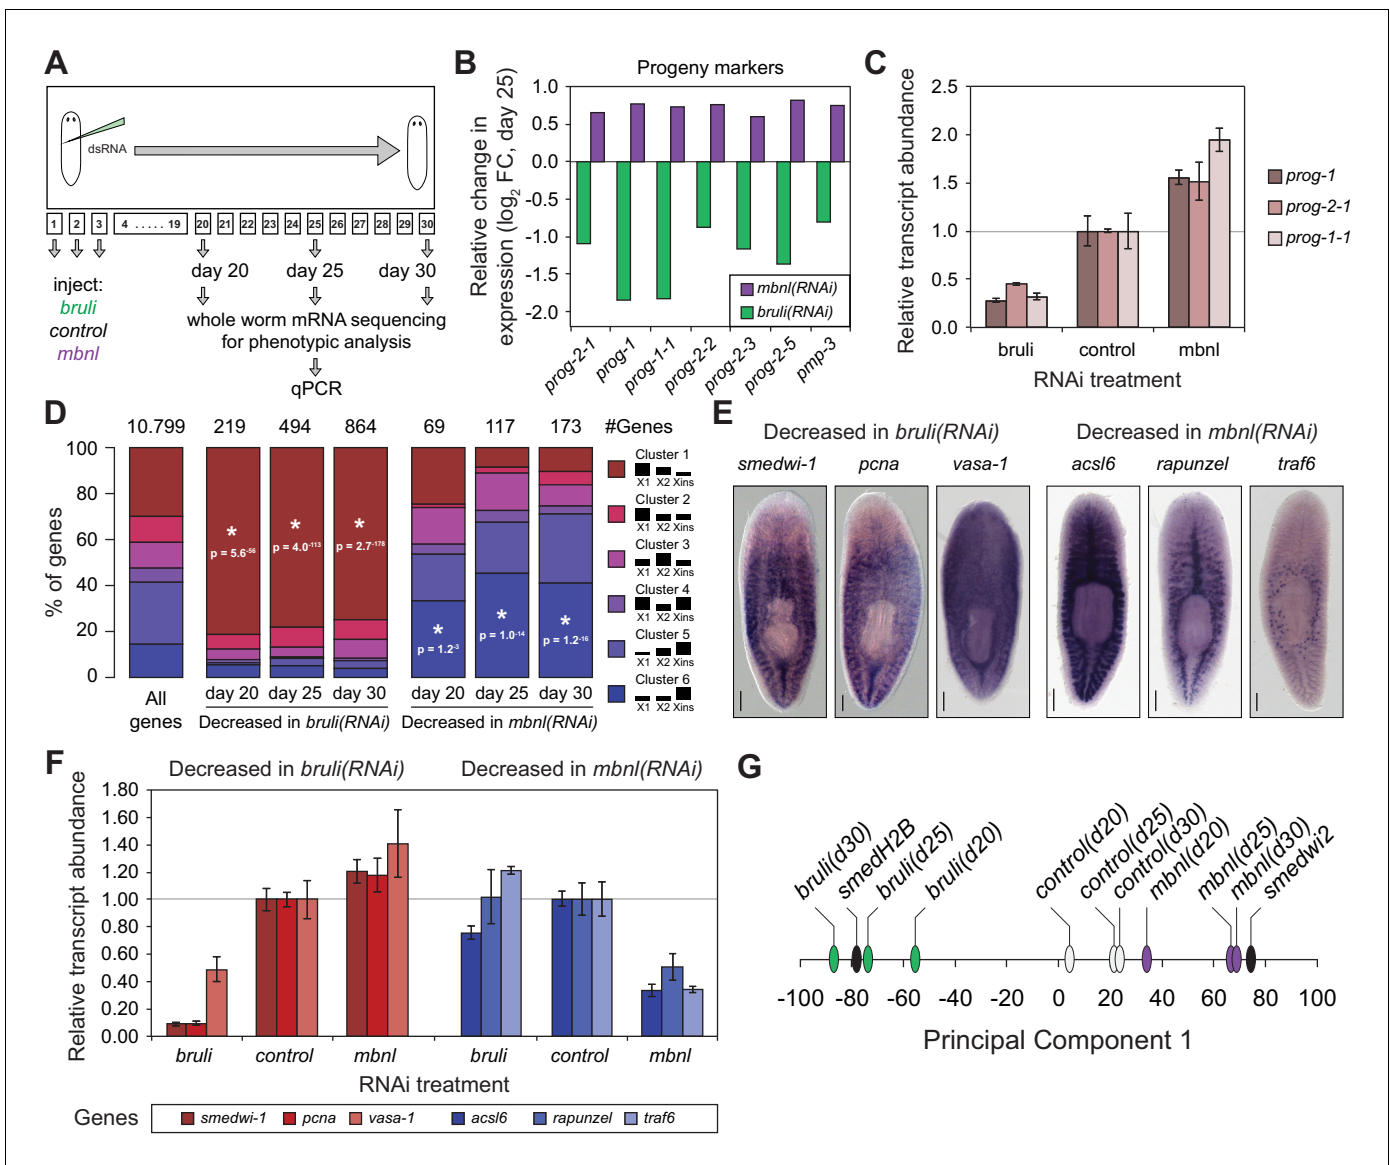 A
dsRNA
1 2 3 4 ..... 19 20 21 22 23 24 25 26 27 28 29 30
inject:
bruli
control
mbnl
day 20 day 25 day 30
whole worm mRNA sequencing
for phenotypic analysis
qPCR
B
Progeny markers
Relative change in
expression (log2 FC, day 25)
1.0
0.5
0.0
-0.5
-1.0
-1.5
-2.0
mbnl(RNAi)
bruli(RNAi)
prog-2-1 prog-1 prog-1-1 prog-2-2 prog-2-3 prog-2-5 pmp-3
C
Relative transcript abundance
2.5
2.0
1.5
1.0
0.5
0.0
bruli control mbnl
RNAi treatment
prog-1
prog-2-1
prog-1-1
D
10.799 219 494 864 69 117 173 #Genes
% of genes
100
80
60
40
20
0
* p = 5.6-56
* p = 4.0-113
* p = 2.7-178
* p = 1.2-3
* p = 1.0-14
* p = 1.2-16
All
genes
day 20 day 25 day 30 day 20 day 25 day 30
Decreased in bruli(RNAi) Decreased in mbnl(RNAi)
Cluster 1
X1 X2 Xins
Cluster 2
X1 X2 Xins
Cluster 3
X1 X2 Xins
Cluster 4
X1 X2 Xins
Cluster 5
X1 X2 Xins
Cluster 6
X1 X2 Xins
E
Decreased in bruli(RNAi) Decreased in mbnl(RNAi)
smedwi-1 pcna vasa-1 acsl6 rapunzel traf6
F
Decreased in bruli(RNAi) Decreased in mbnl(RNAi)
Relative transcript abundance
1.80
1.60
1.40
1.20
1.00
0.80
0.60
0.40
0.20
0.00
bruli control mbnl bruli control mbnl
RNAi treatment
Genes smedwi-1 pcna vasa-1 acsl6 rapunzel traf6
G
bruli(d30) smedH2B bruli(d25) bruli(d20) control(d20) control(d25) control(d30) mbnl(d20) mbnl(d25) mbnl(d30) smedwi2
-100 -80 -60 -40 -20 0 20 40 60 80 100
Principal Component 1